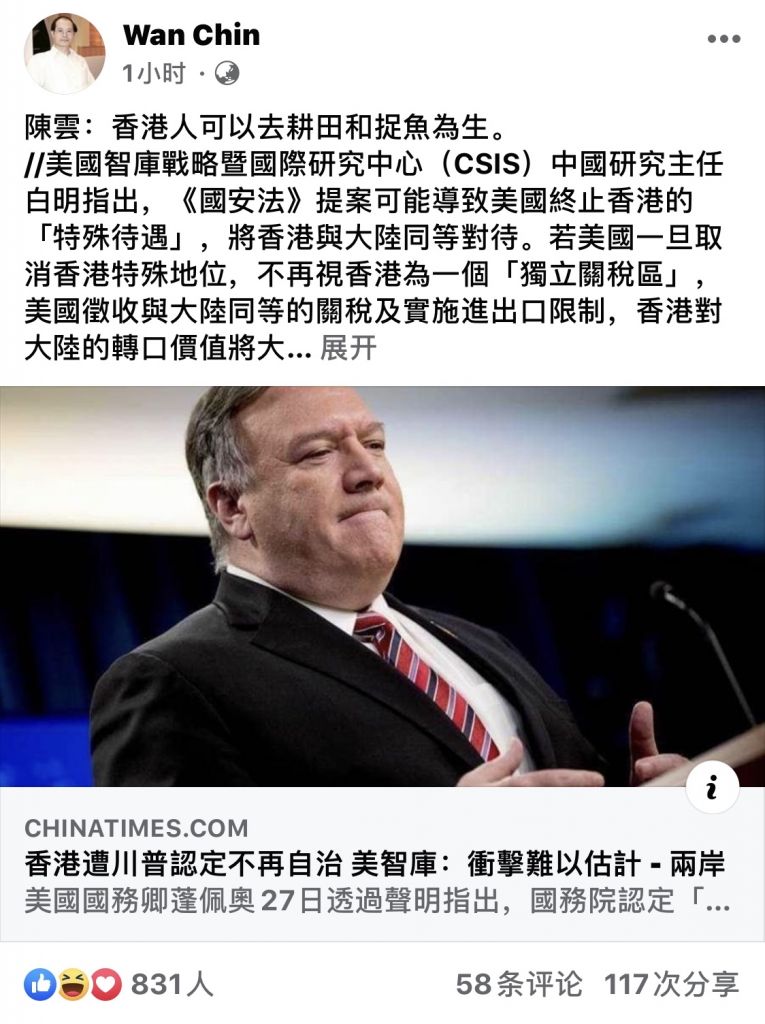 Wan Chin
1小时 ·
陳雲：香港人可以去耕田和捉魚為生。
//美國智庫戰略暨國際研究中心（CSIS）中國研究主任
白明指出，《國安法》提案可能導致美國終止香港的
「特殊待遇」，將香港與大陸同等對待。若美國一旦取
消香港特殊地位，不再視香港為一個「獨立關稅區」，
美國徵收與大陸同等的關稅及實施進出口限制，香港對
大陸的轉口價值將大... 展开
i
CHINATIMES.COM
香港遭川普認定不再自治 美智庫：衝擊難以估計 - 兩岸
美國國務卿蓬佩奧27日透過聲明指出，國務院認定「...
831人 58条评论 117次分享